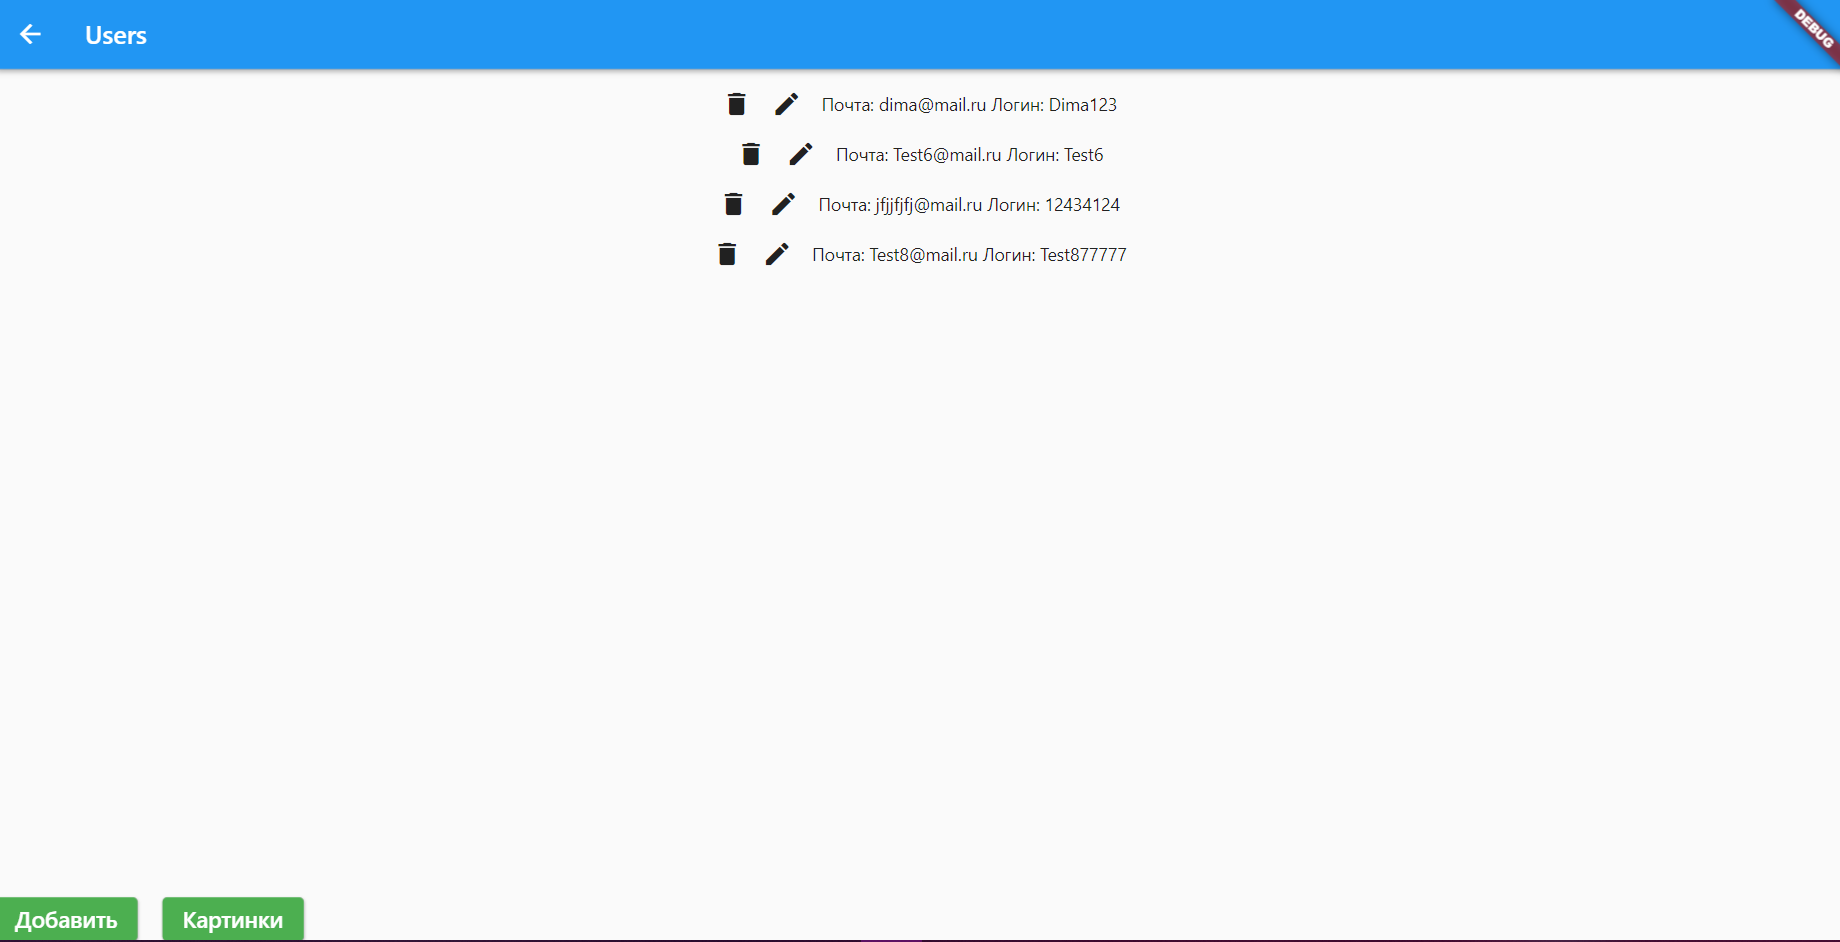 Users
DEBUG
Почта: dima@mail.ru Логин: Dima123
Почта: Test6@mail.ru Логин: Test6
Почта: jfjjfjfj@mail.ru Логин: 12434124
Почта: Test8@mail.ru Логин: Test877777
Добавить Картинки